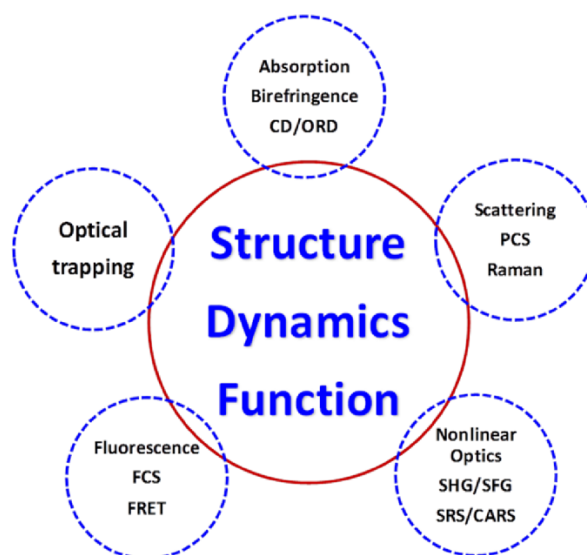 Absorption
Birefringence
CD/ORD
Scattering
PCS
Raman
Optical
trapping
Structure
Dynamics
Function
Fluorescence
FCS
FRET
Nonlinear
Optics
SHG/SFG
SRS/CARS